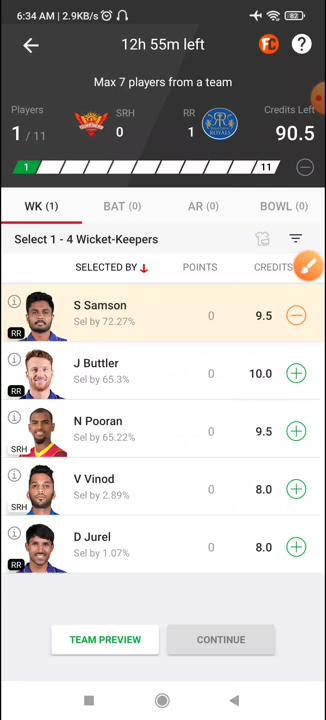 6:34 AM | 2.9KB/s
82
12h 55m left
FC
?
Max 7 players from a team
Players
SRH
RR
Credits Left
1 / 11
0
1
ROYALS
90.5
1
11
WK (1)
BAT (0)
AR (0)
BOWL (0)
Select 1 - 4 Wicket-Keepers
SELECTED BY
POINTS
CREDITS
S Samson
Sel by 72.27%
0
9.5
RR
J Buttler
Sel by 65.3%
0
10.0
RR
N Pooran
Sel by 65.22%
0
9.5
SRH
V Vinod
Sel by 2.89%
0
8.0
SRH
D Jurel
Sel by 1.07%
0
8.0
RR
TEAM PREVIEW
CONTINUE